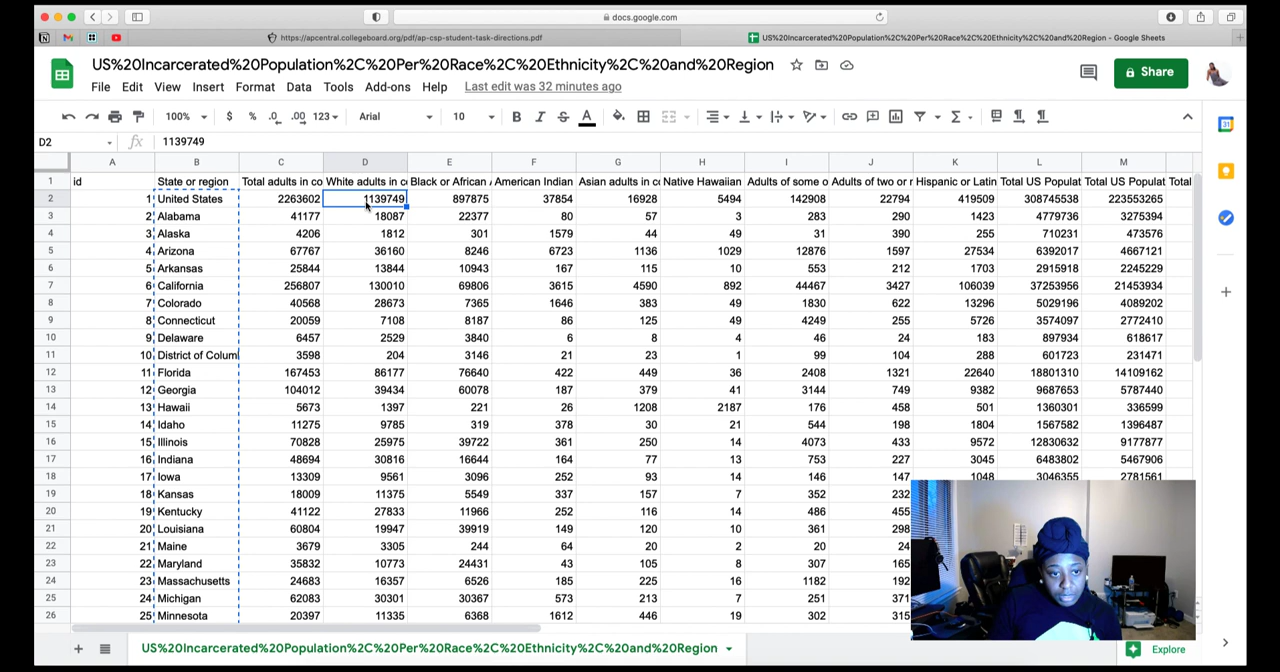 docs.google.com
https://apcentral.collegeboard.org/pdf/ap-csp-student-task-directions.pdf
US%20Incarcerated%20Population%2C%20Per%20Race%2C%20Ethnicity%2C%20and%20Region - Google Sheets
US%20Incarcerated%20Population%2C%20Per%20Race%2C%20Ethnicity%2C%20and%20Region
File Edit View Insert Format Data Tools Add-ons Help Last edit was 32 minutes ago
Share
100% $ % .0 .00 123 Arial 10 B I S A
D2 fx 1139749
A B C D E F G H I J K L M
1 id State or region Total adults in co White adults in co Black or African American Indian Asian adults in co Native Hawaiian Adults of some o Adults of two or r Hispanic or Latin Total US Populat Total US Populat Total
2 1 United States 2263602 1139749 897875 37854 16928 5494 142908 22794 419509 308745538 223553265
3 2 Alabama 41177 18087 22377 80 57 3 283 290 1423 4779736 3275394
4 3 Alaska 4206 1812 301 1579 44 49 31 390 255 710231 473576
5 4 Arizona 67767 36160 8246 6723 1136 1029 12876 1597 27534 6392017 4667121
6 5 Arkansas 25844 13844 10943 167 115 10 553 212 1703 2915918 2245229
7 6 California 256807 130010 69806 3615 4590 892 44467 3427 106039 37253956 21453934
8 7 Colorado 40568 28673 7365 1646 383 49 1830 622 13296 5029196 4089202
9 8 Connecticut 20059 7108 8187 86 125 49 4249 255 5726 3574097 2772410
10 9 Delaware 6457 2529 3840 6 8 4 46 24 183 897934 618617
11 10 District of Colum 3598 204 3146 21 23 1 99 104 288 601723 231471
12 11 Florida 167453 86177 76640 422 449 36 2408 1321 22640 18801310 14109162
13 12 Georgia 104012 39434 60078 187 379 41 3144 749 9382 9687653 5787440
14 13 Hawaii 5673 1397 221 26 1208 2187 176 458 501 1360301 336599
15 14 Idaho 11275 9785 319 378 30 21 544 198 1804 1567582 1396487
16 15 Illinois 70828 25975 39722 361 250 14 4073 433 9572 12830632 9177877
17 16 Indiana 48694 30816 16644 164 77 13 753 227 3045 6483802 5467906
18 17 Iowa 13309 9561 3096 252 93 14 146 147 1048 3046355 2781561
19 18 Kansas 18009 11375 5549 337 157 7 352 232
20 19 Kentucky 41122 27833 11966 252 116 14 486 455
21 20 Louisiana 60804 19947 39919 149 120 10 361 298
22 21 Maine 3679 3305 244 64 20 2 20 24
23 22 Maryland 35832 10773 24431 43 105 8 307 165
24 23 Massachusetts 24683 16357 6526 185 225 16 1182 192
25 24 Michigan 62083 30301 30367 573 213 7 251 371
26 25 Minnesota 20397 11335 6368 1612 446 19 302 315
US%20Incarcerated%20Population%2C%20Per%20Race%2C%20Ethnicity%2C%20and%20Region
Explore